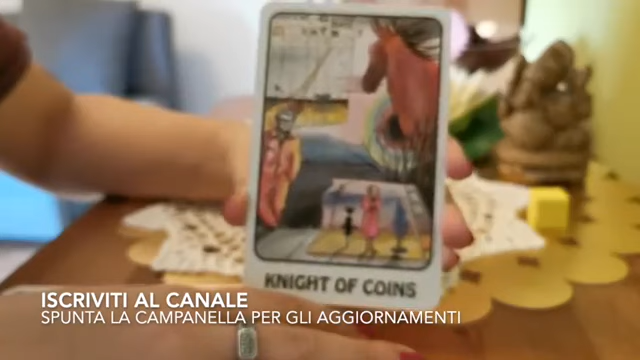 KNIGHT OF COINS
ISCRIVITI AL CANALE
SPUNTA LA CAMPANELLA PER GLI AGGIORNAMENTI